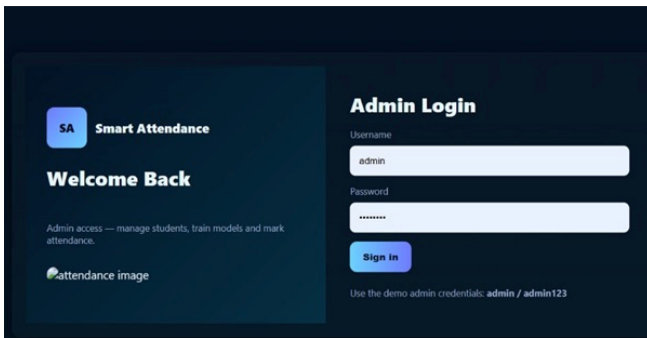 SA
Smart Attendance
Welcome Back
Admin access — manage students, train models and mark
attendance.
attendance image
Admin Login
Username
admin
Password
••••••••
Sign in
Use the demo admin credentials: admin / admin123